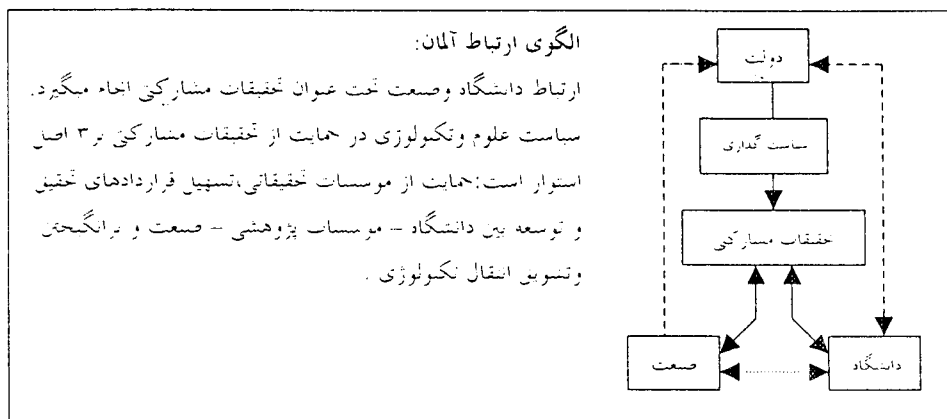 الگوی ارتباط آلمان:
ارتباط دانشگاه وصنعت تحت عنوان تحقیقات مشارکتی انجام میگیرد.
سیاست علوم وتکنولوژی در حمایت از تحقیقات مشارکتی بر۳ اصل
استوار است:حمایت از موسسات تحقیقاتی،تسهیل قراردادهای تحقیق
و توسعه بین دانشگاه – موسسات پژوهشی – صنعت و برانگیختن
وتشویق انتقال تکنولوژی .
دولت
سیاست گذاری
تحقیقات مشارکتی
صنعت
دانشگاه